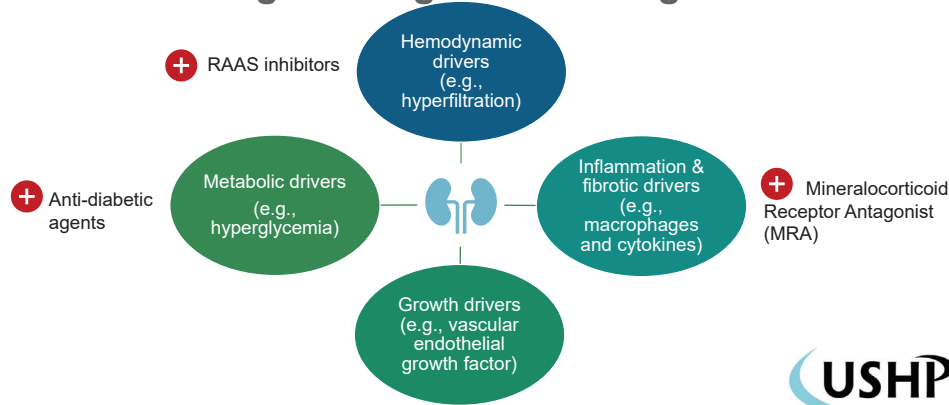 Hemodynamic
drivers
(e.g.,
hyperfiltration)
RAAS inhibitors
Metabolic drivers
(e.g.,
hyperglycemia)
Anti-diabetic
agents
Inflammation &
fibrotic drivers
(e.g.,
macrophages
and cytokines)
Mineralocorticoid
Receptor Antagonist
(MRA)
Growth drivers
(e.g., vascular
endothelial
growth factor)
USHP